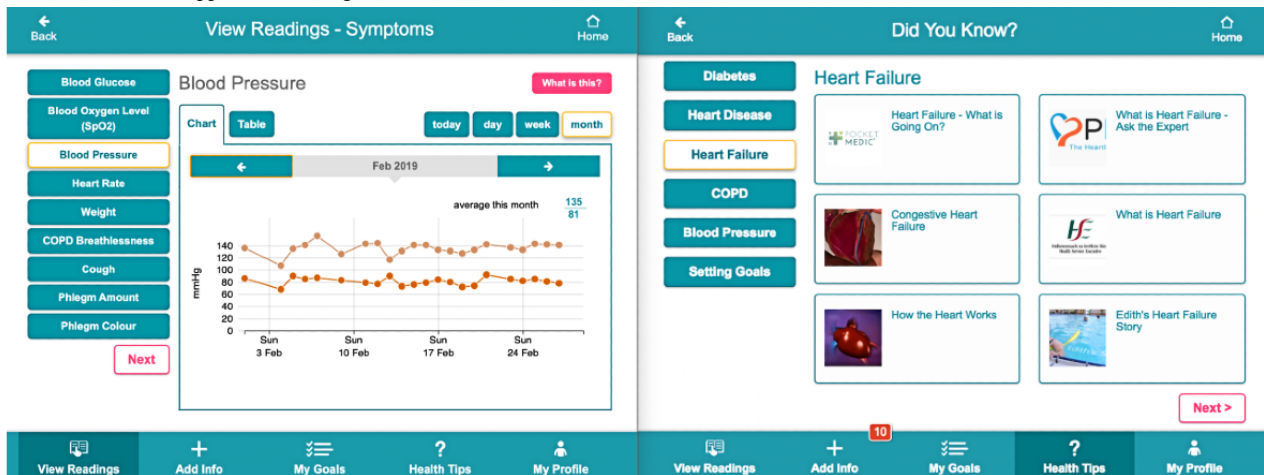 Back
View Readings - Symptoms
Home
Blood Glucose
Blood Oxygen Level
(SpO2)
Blood Pressure
Heart Rate
Weight
COPD Breathlessness
Cough
Phlegm Amount
Phlegm Colour
Next
Blood Pressure
What is this?
Chart
Table
today
day
week
month
Feb 2019
average this month
135
81
mmHg
140
120
100
80
60
40
20
0
Sun
3 Feb
Sun
10 Feb
Sun
17 Feb
Sun
24 Feb
View Readings
Add Info
My Goals
Health Tips
My Profile
Back
Did You Know?
Home
Diabetes
Heart Disease
Heart Failure
COPD
Blood Pressure
Setting Goals
Heart Failure
POCKET
MEDIC
Heart Failure - What is
Going On?
P
The Heart
What is Heart Failure -
Ask the Expert
Congestive Heart
Failure
What is Heart Failure
How the Heart Works
Edith's Heart Failure
Story
Next >
View Readings
Add Info
10
My Goals
Health Tips
My Profile